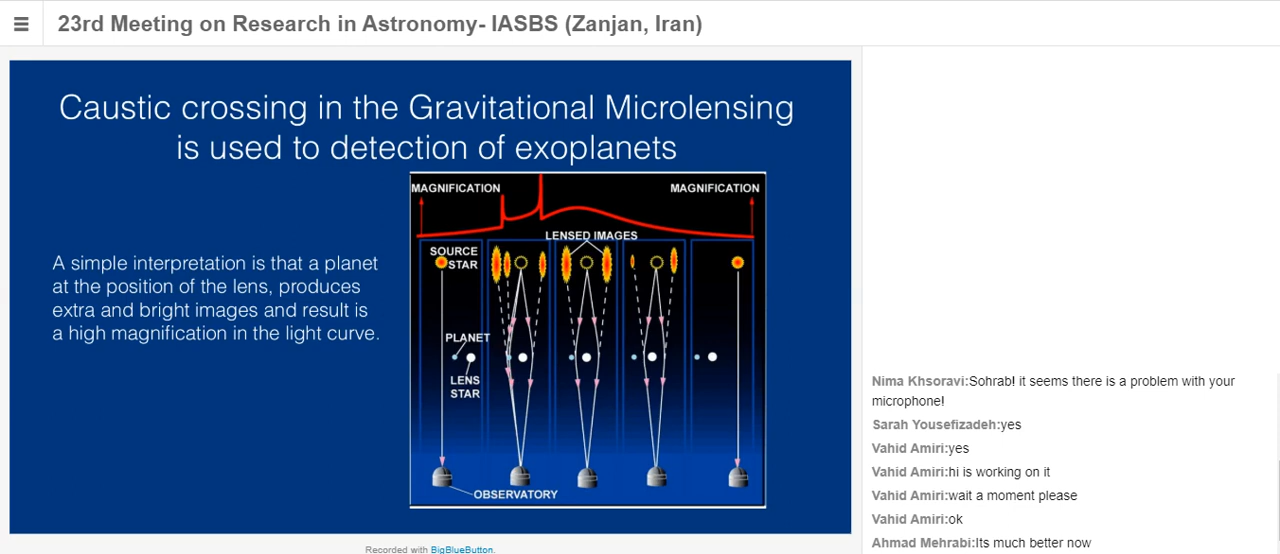 23rd Meeting on Research in Astronomy- IASBS (Zanjan, Iran)
Caustic crossing in the Gravitational Microlensing
is used to detection of exoplanets
A simple interpretation is that a planet
at the position of the lens, produces
extra and bright images and result is
a high magnification in the light curve.
MAGNIFICATION
MAGNIFICATION
LENSED IMAGES
SOURCE
STAR
PLANET
LENS
STAR
OBSERVATORY
Nima Khsoravi:Sohrab! it seems there is a problem with your
microphone!
Sarah Yousefizadeh:yes
Vahid Amiri:yes
Vahid Amiri:hi is working on it
Vahid Amiri:wait a moment please
Vahid Amiri:ok
Ahmad Mehrabi:Its much better now
Recorded with BigBlueButton.